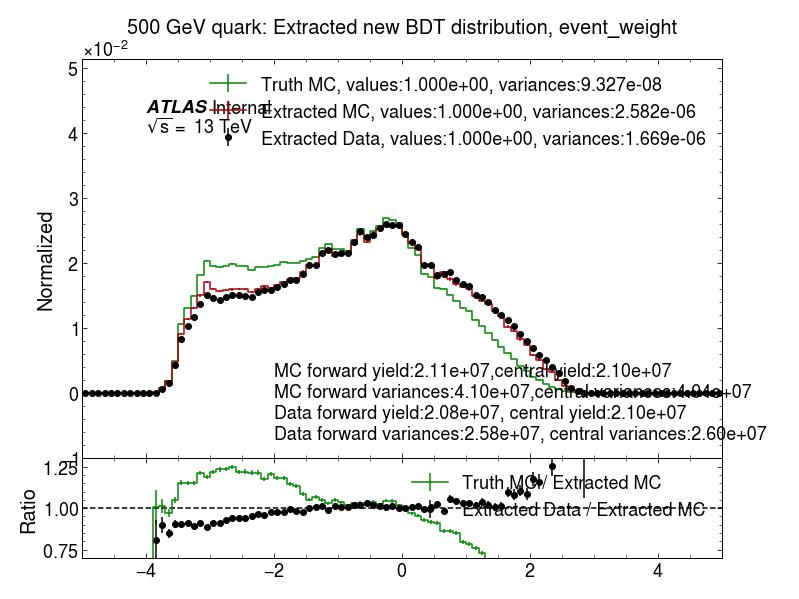 500 GeV quark: Extracted new BDT distribution, event_weight
×10⁻²
Truth MC, values:1.000e+00, variances:9.327e-08
ATLAS Internal
Extracted MC, values:1.000e+00, variances:2.582e-06
√s = 13 TeV
Extracted Data, values:1.000e+00, variances:1.669e-06
5
4
3
2
1
0
1
Normalized
MC forward yield:2.11e+07,central yield:2.10e+07
MC forward variances:4.10e+07,central variances:4.04e+07
Data forward yield:2.08e+07, central yield:2.10e+07
Data forward variances:2.58e+07, central variances:2.60e+07
Truth MC / Extracted MC
Extracted Data / Extracted MC
1.25
1.00
0.75
Ratio
−4 −2 0 2 4